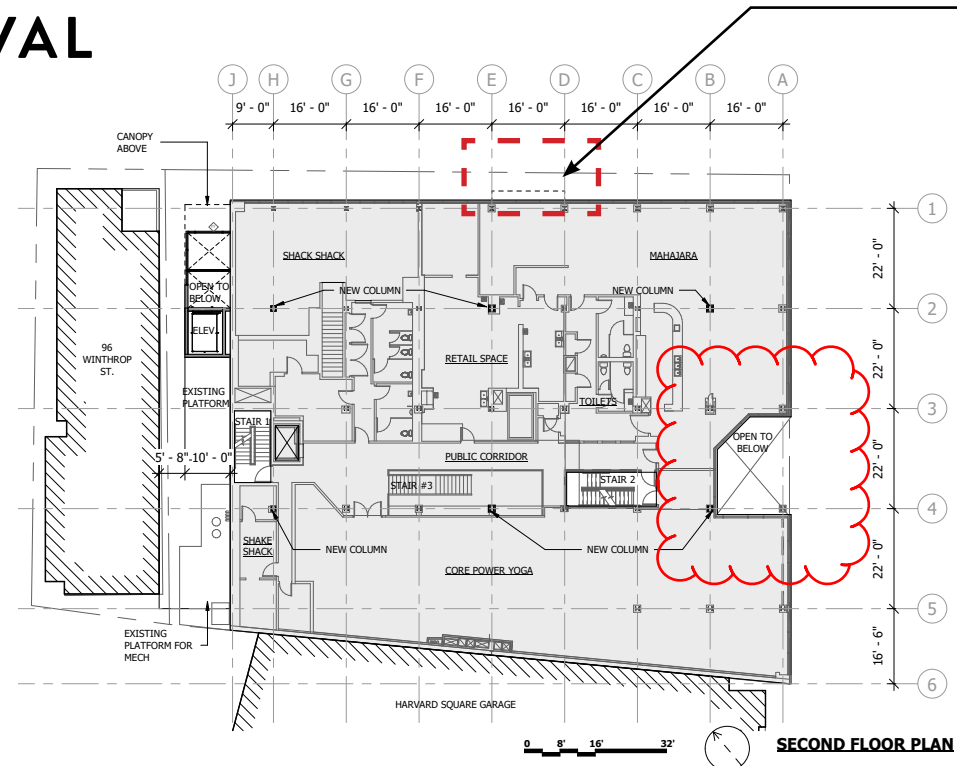 VAL
J H G F E D C B A
9' - 0" 16' - 0" 16' - 0" 16' - 0" 16' - 0" 16' - 0" 16' - 0" 16' - 0"
CANOPY
ABOVE
1
22' - 0"
SHACK SHACK
MAHAJARA
OPEN TO
BELOW
NEW COLUMN
NEW COLUMN
2
ELEV.
96
WINTHROP
ST.
RETAIL SPACE
22' - 0"
EXISTING
PLATFORM
TOILETS
3
STAIR 1
OPEN TO
BELOW
5' - 8" 10' - 0"
PUBLIC CORRIDOR
22' - 0"
STAIR #3
STAIR 2
4
SHAKE
SHACK
NEW COLUMN
NEW COLUMN
22' - 0"
CORE POWER YOGA
5
EXISTING
PLATFORM FOR
MECH
16' - 6"
6
HARVARD SQUARE GARAGE
0 8' 16' 32'
SECOND FLOOR PLAN